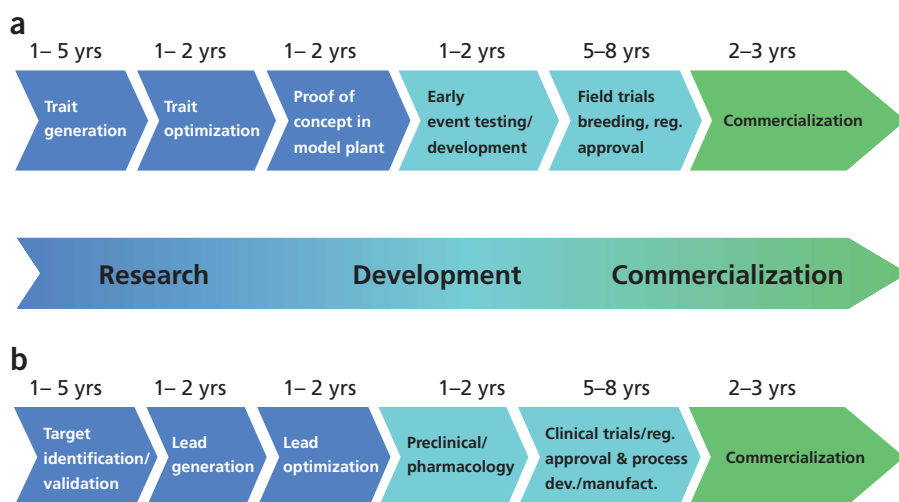 a
1– 5 yrs
1– 2 yrs
1– 2 yrs
1–2 yrs
5–8 yrs
2–3 yrs
Trait
generation
Trait
optimization
Proof of
concept in
model plant
Early
event testing/
development
Field trials
breeding, reg.
approval
Commercialization
Research
Development
Commercialization
b
1– 5 yrs
1– 2 yrs
1– 2 yrs
1–2 yrs
5–8 yrs
2–3 yrs
Target
identification/
validation
Lead
generation
Lead
optimization
Preclinical/
pharmacology
Clinical trials/reg.
approval & process
dev./manufact.
Commercialization